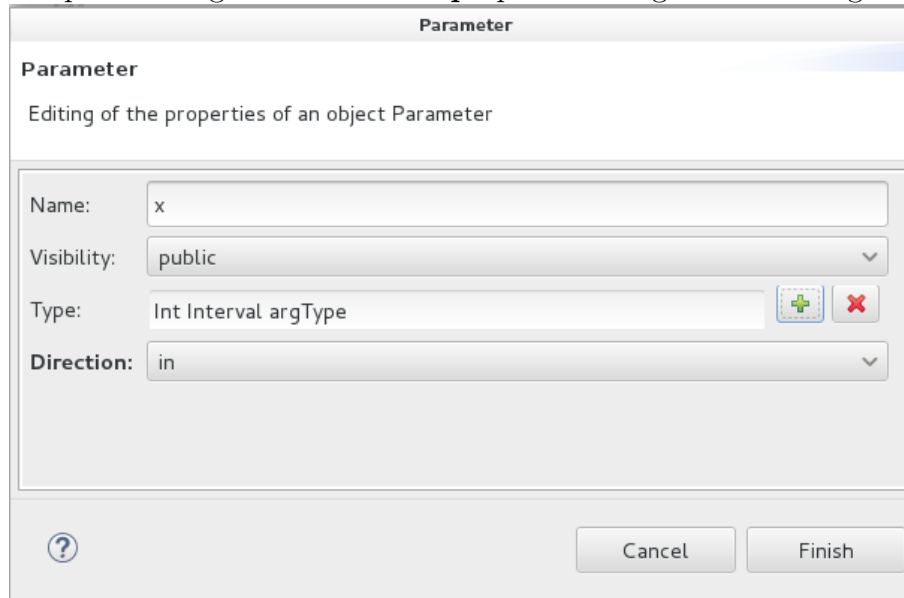 Parameter
Parameter
Editing of the properties of an object Parameter
Name: x
Visibility: public
Type: Int Interval argType
Direction: in
? Cancel Finish